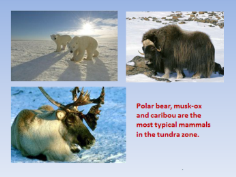 Polar bear, musk-ox
and caribou are the
most typical mammals
in the tundra zone.